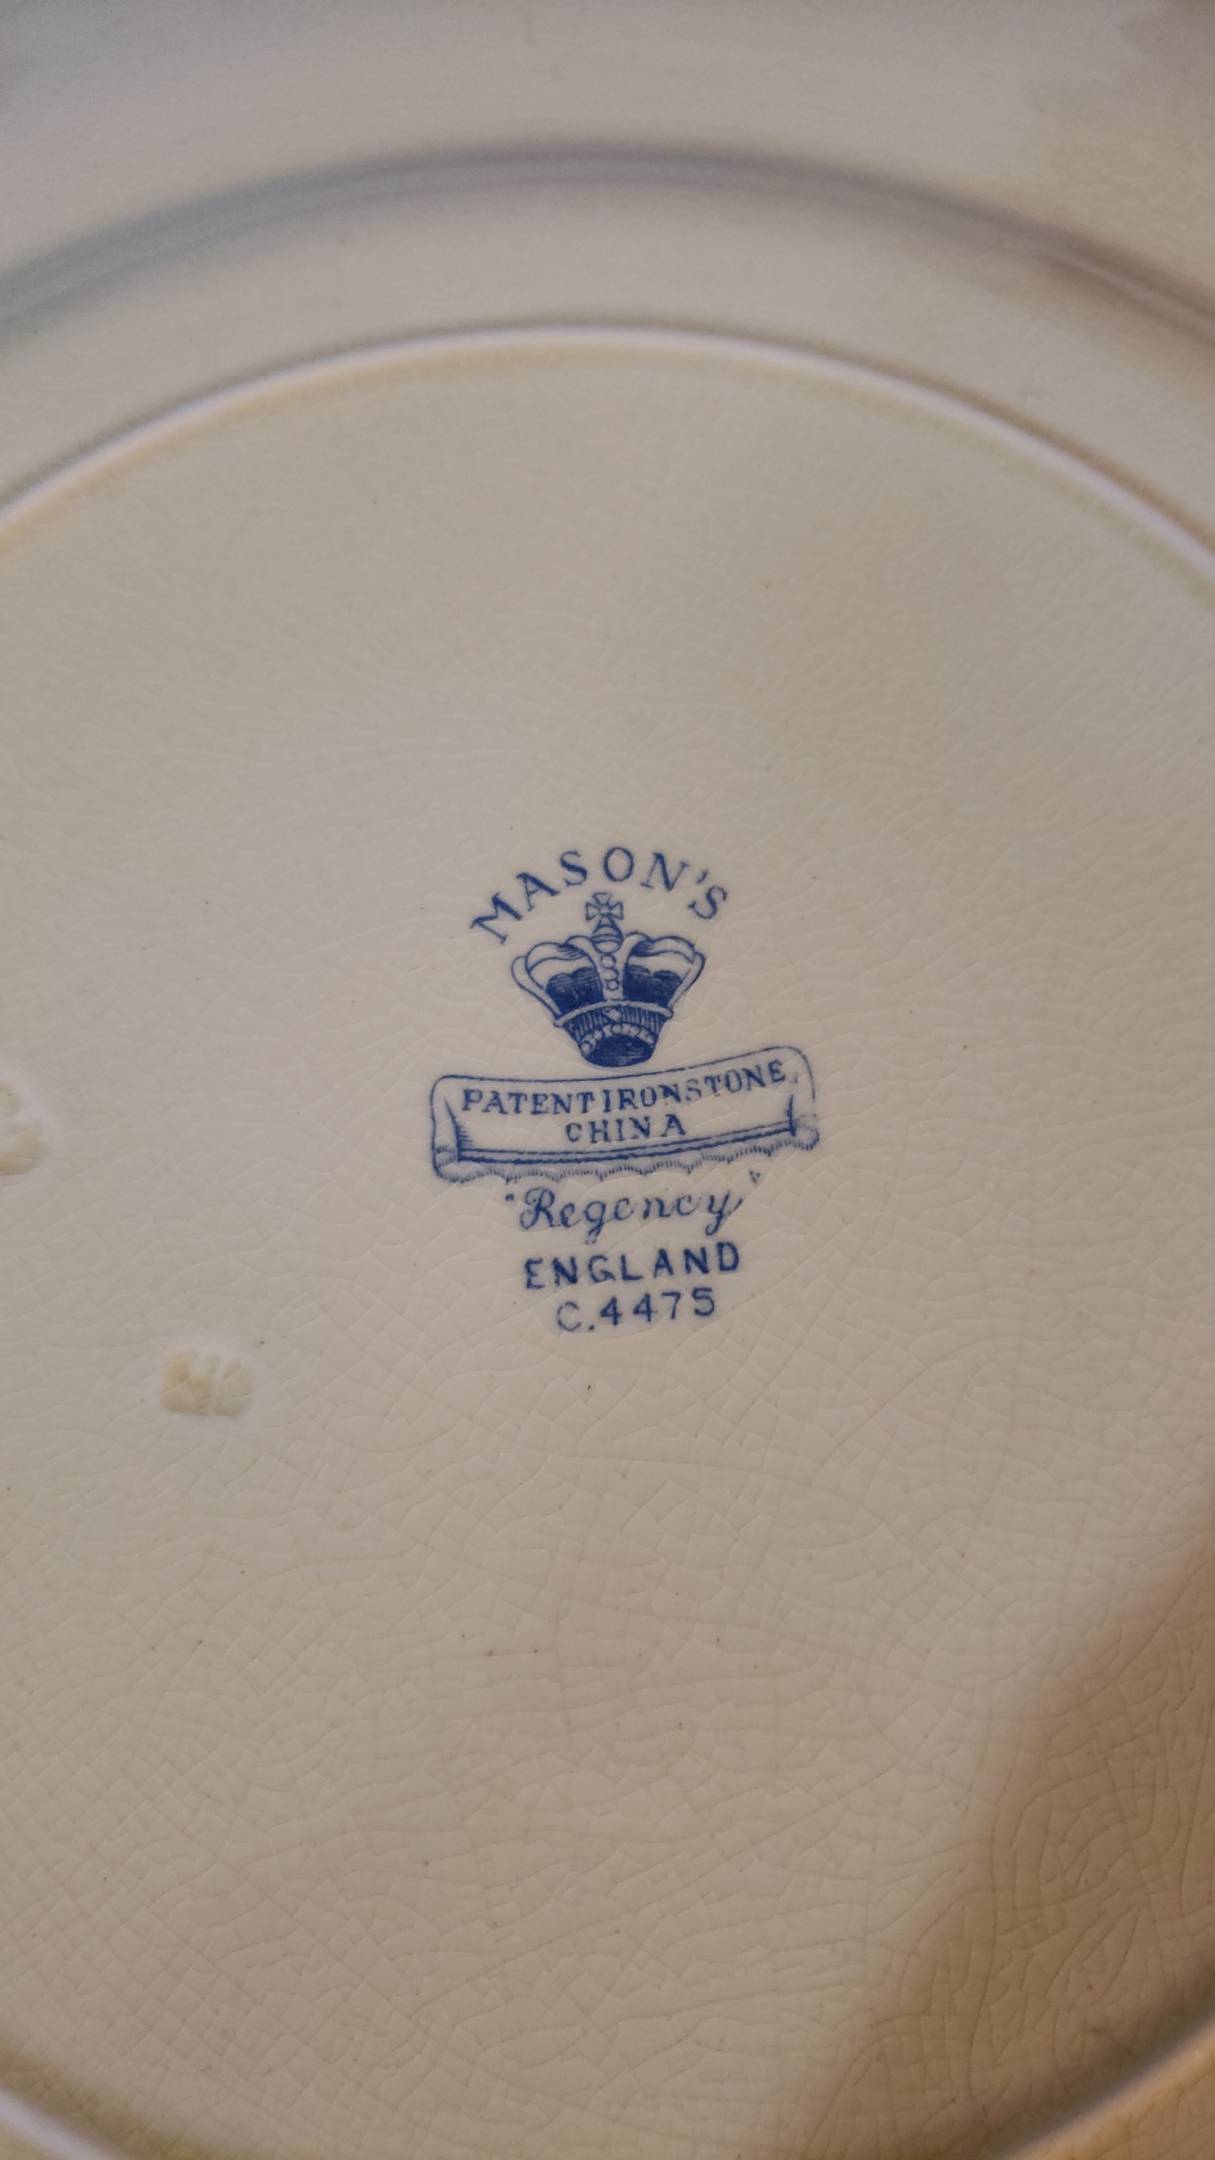 MASON'S
PATENT IRONSTONE
CHINA
"Regency"
ENGLAND
C.4475